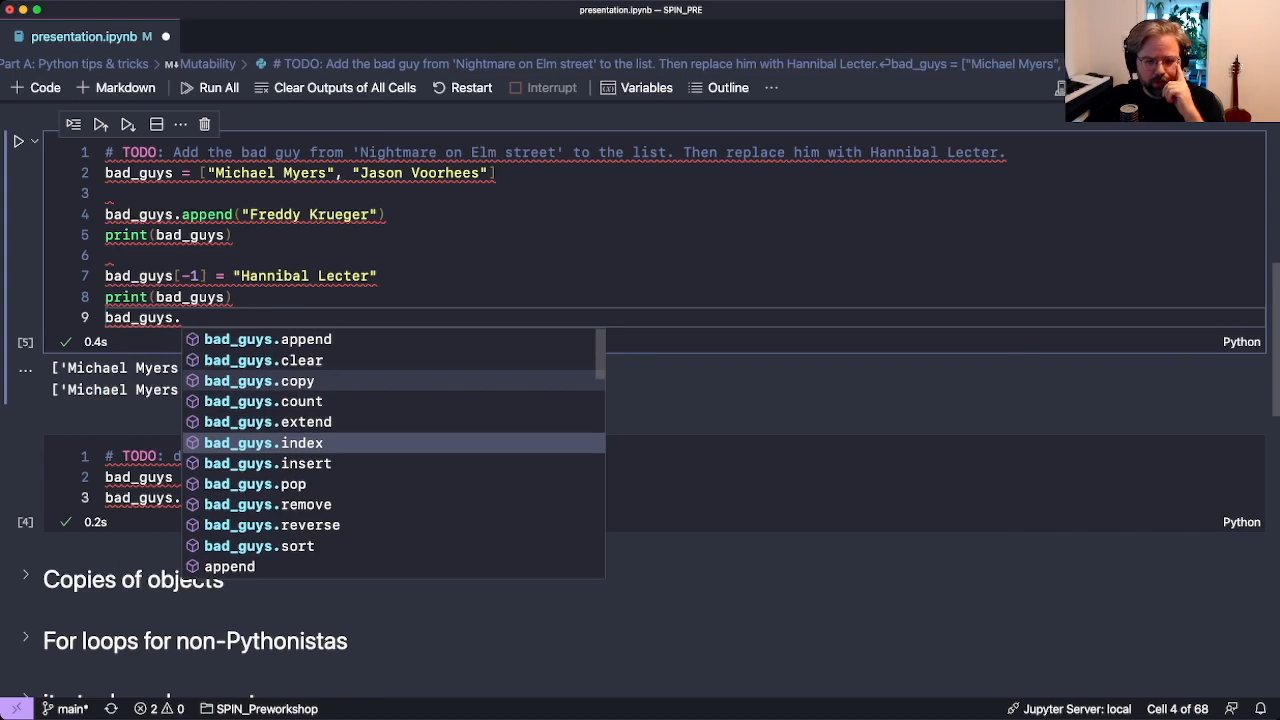 presentation.ipynb — SPIN_PRE
presentation.ipynb M
Part A: Python tips & tricks > Mutability > # TODO: Add the bad guy from 'Nightmare on Elm street' to the list. Then replace him with Hannibal Lecter.↵bad_guys = ["Michael Myers",
+ Code + Markdown Run All Clear Outputs of All Cells Restart Interrupt Variables Outline ...
1 # TODO: Add the bad guy from 'Nightmare on Elm street' to the list. Then replace him with Hannibal Lecter.
2 bad_guys = ["Michael Myers", "Jason Voorhees"]
3
4 bad_guys.append("Freddy Krueger")
5 print(bad_guys)
6
7 bad_guys[-1] = "Hannibal Lecter"
8 print(bad_guys)
9 bad_guys.
[5] 0.4s Python
... ['Michael Myers
['Michael Myers
bad_guys.append
bad_guys.clear
bad_guys.copy
bad_guys.count
bad_guys.extend
bad_guys.index
bad_guys.insert
bad_guys.pop
bad_guys.remove
bad_guys.reverse
bad_guys.sort
append
1 # TODO: d
2 bad_guys
3 bad_guys.
[4] 0.2s Python
Copies of objects
For loops for non-Pythonistas
main* 2 0 SPIN_Preworkshop Jupyter Server: local Cell 4 of 68